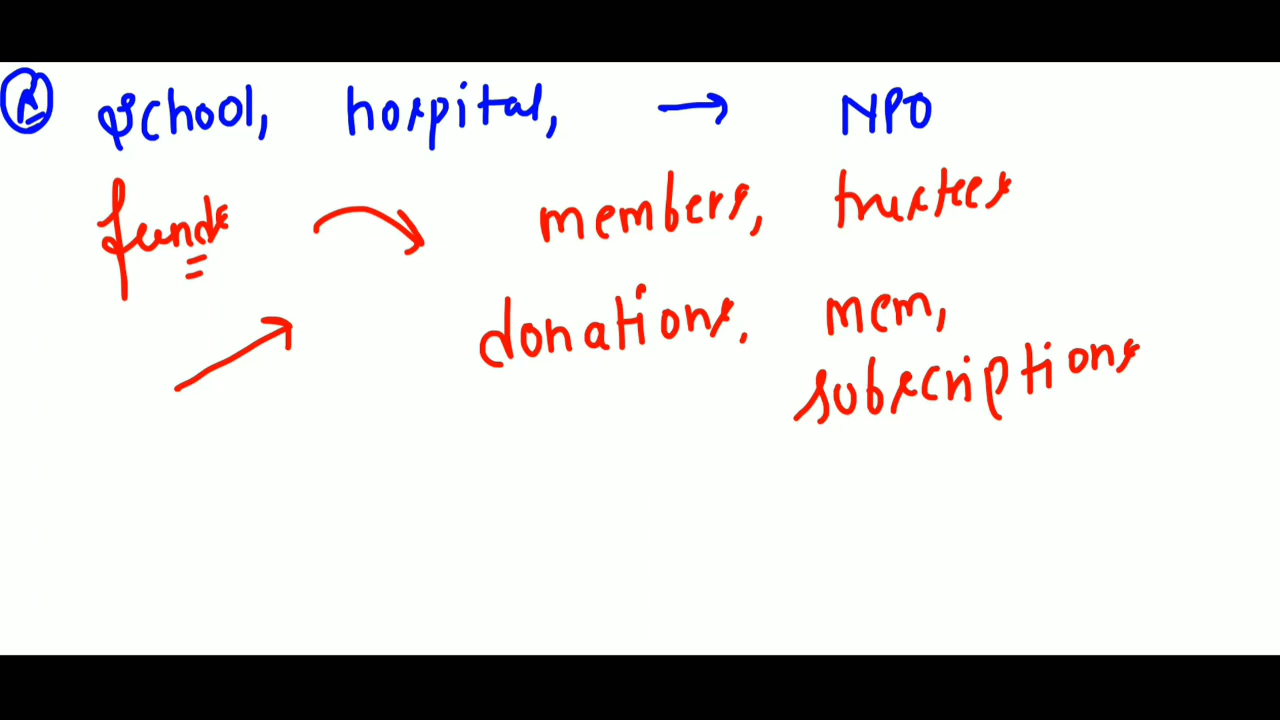 School, hospital, → NPO
funds members, trustees
donations, mem,
subscriptions